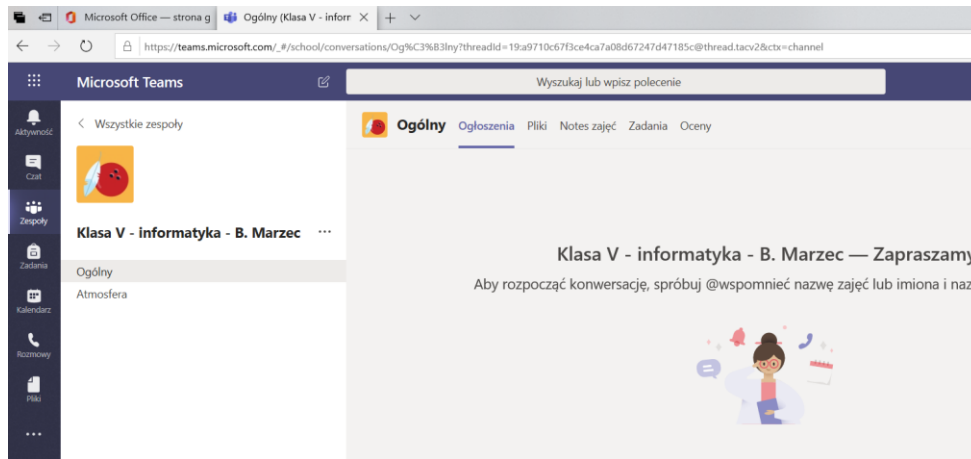 Microsoft Office — strona g
Ogólny (Klasa V - inforr
https://teams.microsoft.com/_#/school/conversations/Og%C3%B3lny?threadId=19:a9710c67f3ce4ca7a08d67247d47185c@thread.tacv2&ctx=channel
Microsoft Teams
Wyszukaj lub wpisz polecenie
Aktywność
Czat
Zespoły
Zadania
Kalendarz
Rozmowy
Pliki
Wszystkie zespoły
Klasa V - informatyka - B. Marzec
Ogólny
Atmosfera
Ogólny Ogłoszenia Pliki Notes zajęć Zadania Oceny
Klasa V - informatyka - B. Marzec — Zapraszamy
Aby rozpocząć konwersację, spróbuj @wspomnieć nazwę zajęć lub imiona i naz